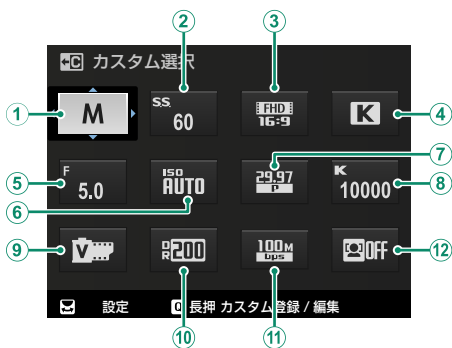 ② ③
C カスタム選択
① M S.S. 60 FHD 16:9 K ④
⑦
⑤ F 5.0 ISO AUTO 29.97 P K 10000 ⑧
⑥
⑨ V DR200 100M bps OFF ⑫
設定 Q 長押 カスタム登録 / 編集
⑩ ⑪